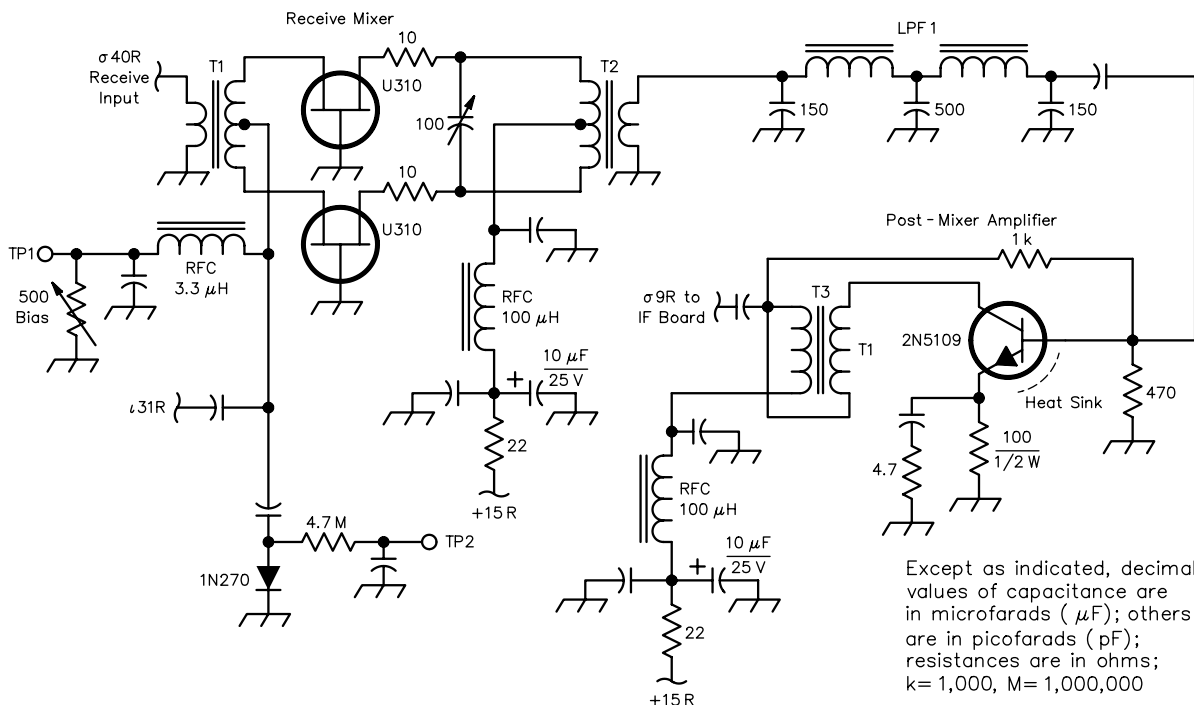 Receive Mixer
LPF 1
σ40R
Receive
Input
T1
10
U310
100
T2
150
500
150
10
U310
TP1
RFC
3.3 μH
500
Bias
RFC
100 μH
10 μF
25 V
+
22
+15 R
ι31R
4.7 M
TP2
1N270
Post-Mixer Amplifier
1 k
σ9R to
IF Board
T3
T1
2N5109
Heat Sink
470
4.7
100
1/2 W
RFC
100 μH
10 μF
25 V
+
22
+15 R
Except as indicated, decimal
values of capacitance are
in microfarads ( μF); others
are in picofarads ( pF);
resistances are in ohms;
k= 1,000, M= 1,000,000